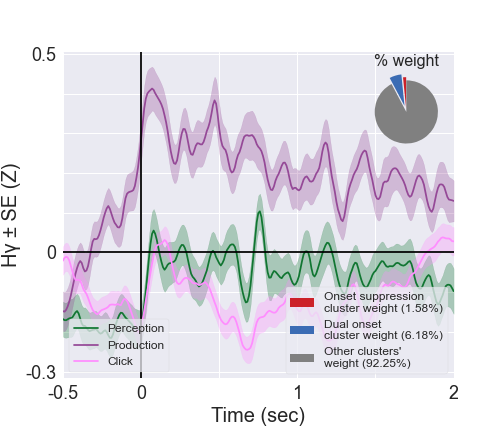 0.5
% weight
Hγ ± SE (Z)
0
Onset suppression
cluster weight (1.58%)
Dual onset
cluster weight (6.18%)
Other clusters'
weight (92.25%)
Perception
Production
Click
-0.3
-0.5
0
1
2
Time (sec)